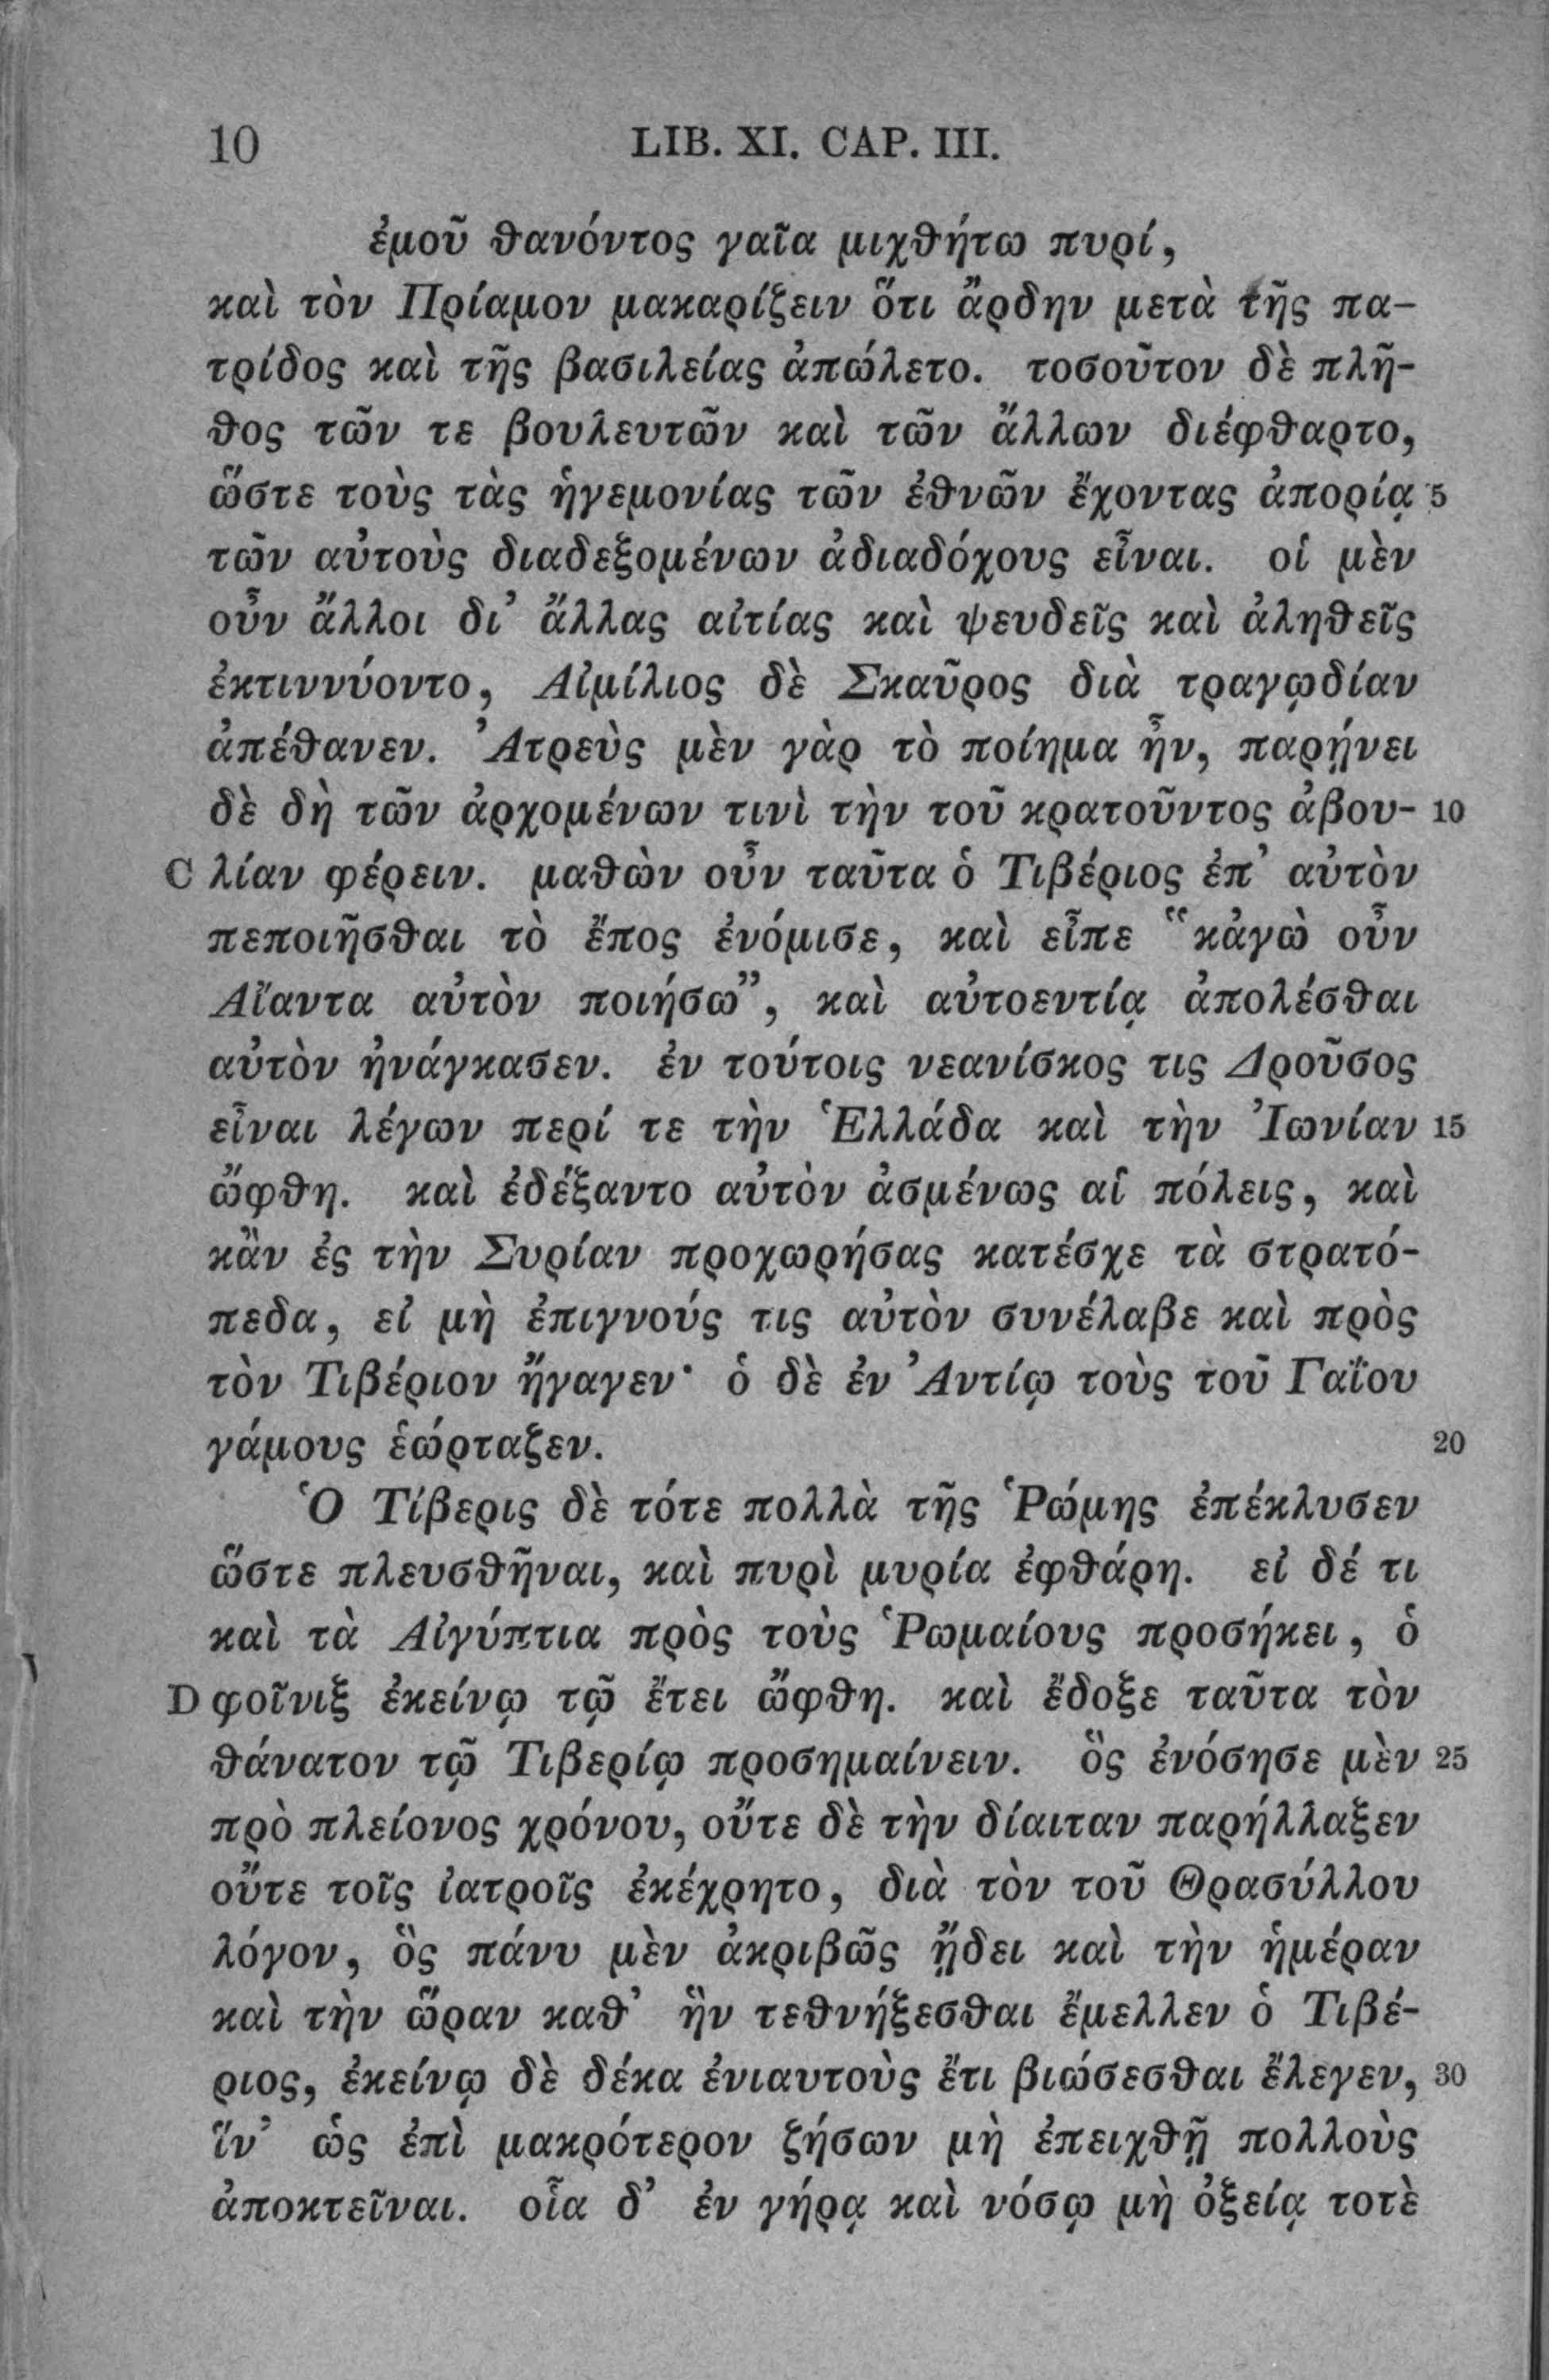 10 LIB. XI. CAP. III.
ἐμοῦ θανόντος γαῖα μιχθήτω πυρί,
καὶ τὸν Πρίαμον μακαρίζειν ὅτι ἄρδην μετὰ τῆς πα-
τρίδος καὶ τῆς βασιλείας ἀπώλετο. τοσοῦτον δὲ πλῆ-
θος τῶν τε βουλευτῶν καὶ τῶν ἄλλων διέφθαρτο,
ὥστε τοὺς τὰς ἡγεμονίας τῶν ἐθνῶν ἔχοντας ἀπορίᾳ 5
τῶν αὐτοὺς διαδεξομένων ἀδιαδόχους εἶναι. οἱ μὲν
οὖν ἄλλοι δι᾽ ἄλλας αἰτίας καὶ ψευδεῖς καὶ ἀληθεῖς
ἐκτιννύοντο, Αἰμίλιος δὲ Σκαῦρος διὰ τραγῳδίαν
ἀπέθανεν. Ἀτρεὺς μὲν γὰρ τὸ ποίημα ἦν, παρῄνει
δὲ δὴ τῶν ἀρχομένων τινὶ τὴν τοῦ κρατοῦντος ἀβου- 10
C λίαν φέρειν. μαθὼν οὖν ταῦτα ὁ Τιβέριος ἐπ᾽ αὐτὸν
πεποιῆσθαι τὸ ἔπος ἐνόμισε, καὶ εἶπε “κἀγὼ οὖν
Αἴαντα αὐτὸν ποιήσω”, καὶ αὐτοεντίᾳ ἀπολέσθαι
αὐτὸν ἠνάγκασεν. ἐν τούτοις νεανίσκος τις Δροῦσος
εἶναι λέγων περί τε τὴν Ἑλλάδα καὶ τὴν Ἰωνίαν 15
ὤφθη. καὶ ἐδέξαντο αὐτὸν ἀσμένως αἱ πόλεις, καὶ
κἂν ἐς τὴν Συρίαν προχωρήσας κατέσχε τὰ στρατό-
πεδα, εἰ μὴ ἐπιγνούς τις αὐτὸν συνέλαβε καὶ πρὸς
τὸν Τιβέριον ἤγαγεν· ὁ δὲ ἐν Ἀντίῳ τοὺς τοῦ Γαΐου
γάμους ἑώρταζεν. 20
Ὁ Τίβερις δὲ τότε πολλὰ τῆς Ῥώμης ἐπέκλυσεν
ὥστε πλευσθῆναι, καὶ πυρὶ μυρία ἐφθάρη. εἰ δέ τι
καὶ τὰ Αἰγύπτια πρὸς τοὺς Ῥωμαίους προσήκει, ὁ
D φοῖνιξ ἐκείνῳ τῷ ἔτει ὤφθη. καὶ ἔδοξε ταῦτα τὸν
θάνατον τῷ Τιβερίῳ προσημαίνειν. ὃς ἐνόσησε μὲν 25
πρὸ πλείονος χρόνου, οὔτε δὲ τὴν δίαιταν παρήλλαξεν
οὔτε τοῖς ἰατροῖς ἐκέχρητο, διὰ τὸν τοῦ Θρασύλλου
λόγον, ὃς πάνυ μὲν ἀκριβῶς ᾔδει καὶ τὴν ἡμέραν
καὶ τὴν ὥραν καθ᾽ ἣν τεθνήξεσθαι ἔμελλεν ὁ Τιβέ-
ριος, ἐκείνῳ δὲ δέκα ἐνιαυτοὺς ἔτι βιώσεσθαι ἔλεγεν, 30
ἵν᾽ ὡς ἐπὶ μακρότερον ζήσων μὴ ἐπειχθῇ πολλοὺς
ἀποκτεῖναι. οἷα δ᾽ ἐν γήρᾳ καὶ νόσῳ μὴ ὀξείᾳ τοτὲ